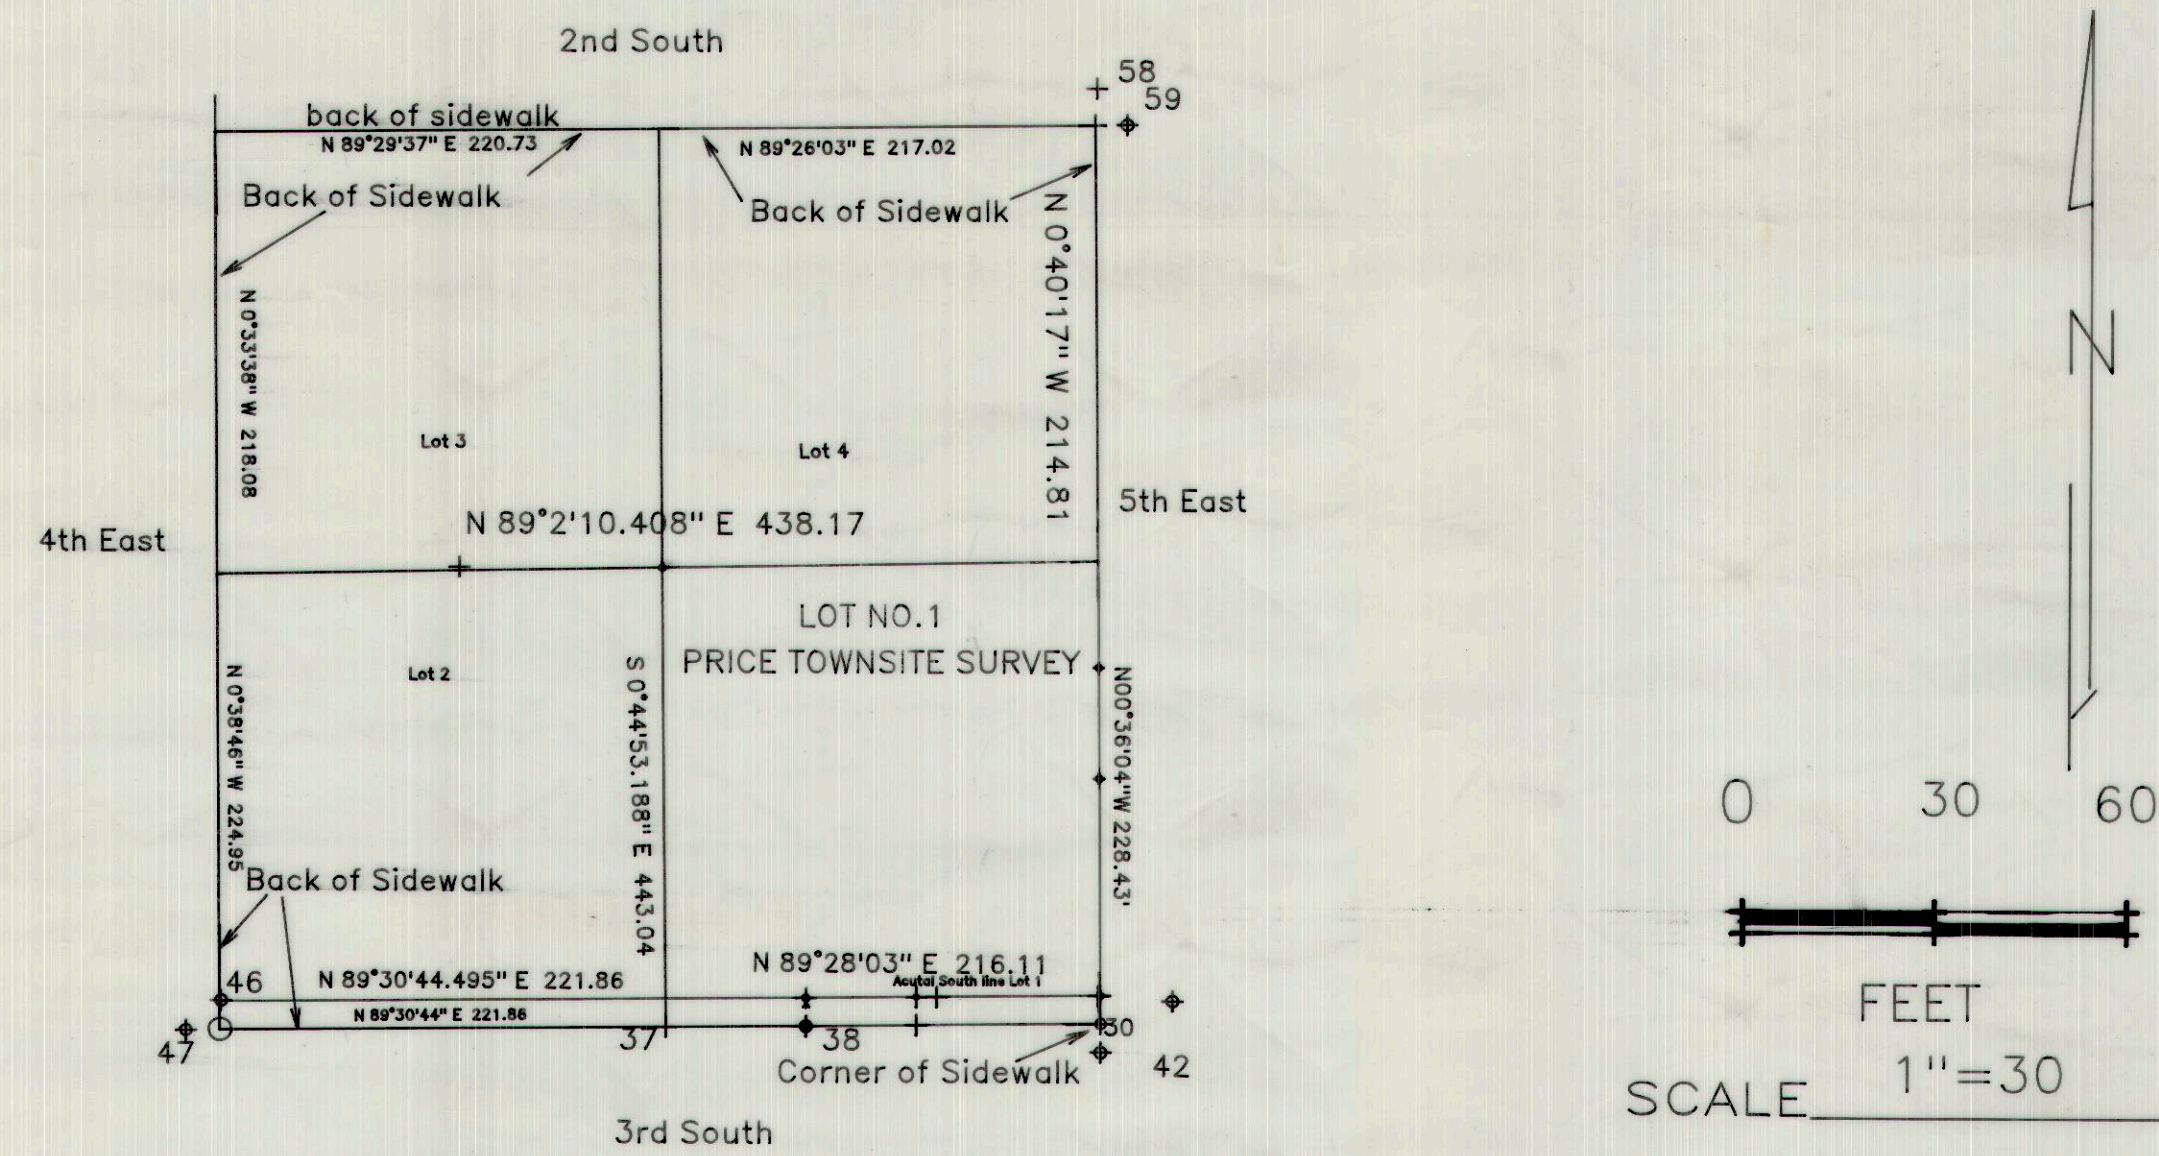 2nd South
58
59
back of sidewalk
N 89°29'37" E 220.73
N 89°26'03" E 217.02
Back of Sidewalk
Back of Sidewalk
N 0°40'17" W 214.81
N 0°33'38" W 218.08
Lot 3
Lot 4
N 89°2'10.408" E 438.17
5th East
4th East
N
LOT NO.1
PRICE TOWNSITE SURVEY
Lot 2
N 0°38'46" W 224.95
S 0°44'53.188" E 443.04
N00°36'04"W 228.43'
0 30 60
Back of Sidewalk
N 89°28'03" E 216.11
Acutal South line Lot 1
46
N 89°30'44.495" E 221.86
N 89°30'44" E 221.86
47
37
38
30
42
Corner of Sidewalk
3rd South
FEET
SCALE 1"=30